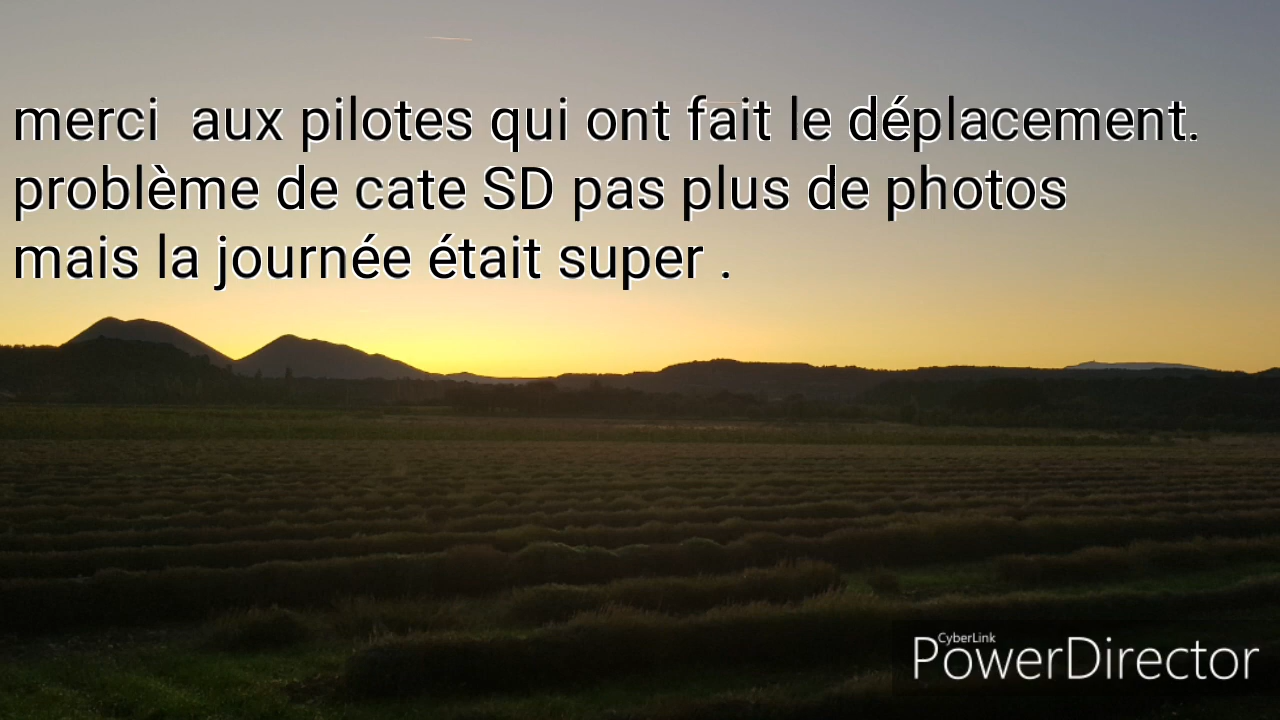 merci  aux pilotes qui ont fait le déplacement.
problème de cate SD pas plus de photos
mais la journée était super .
CyberLink
PowerDirector